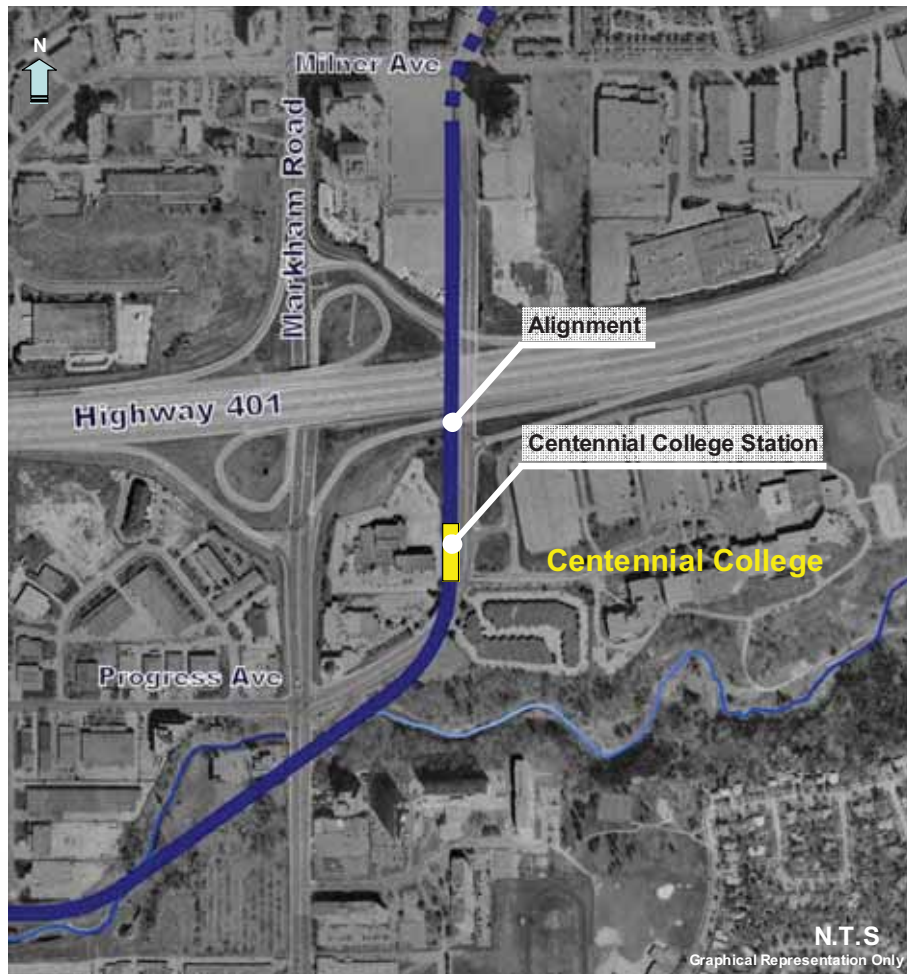 N
Milner Ave
Markham Road
Alignment
Highway 401
Centennial College Station
Centennial College
Progress Ave
N.T.S
Graphical Representation Only